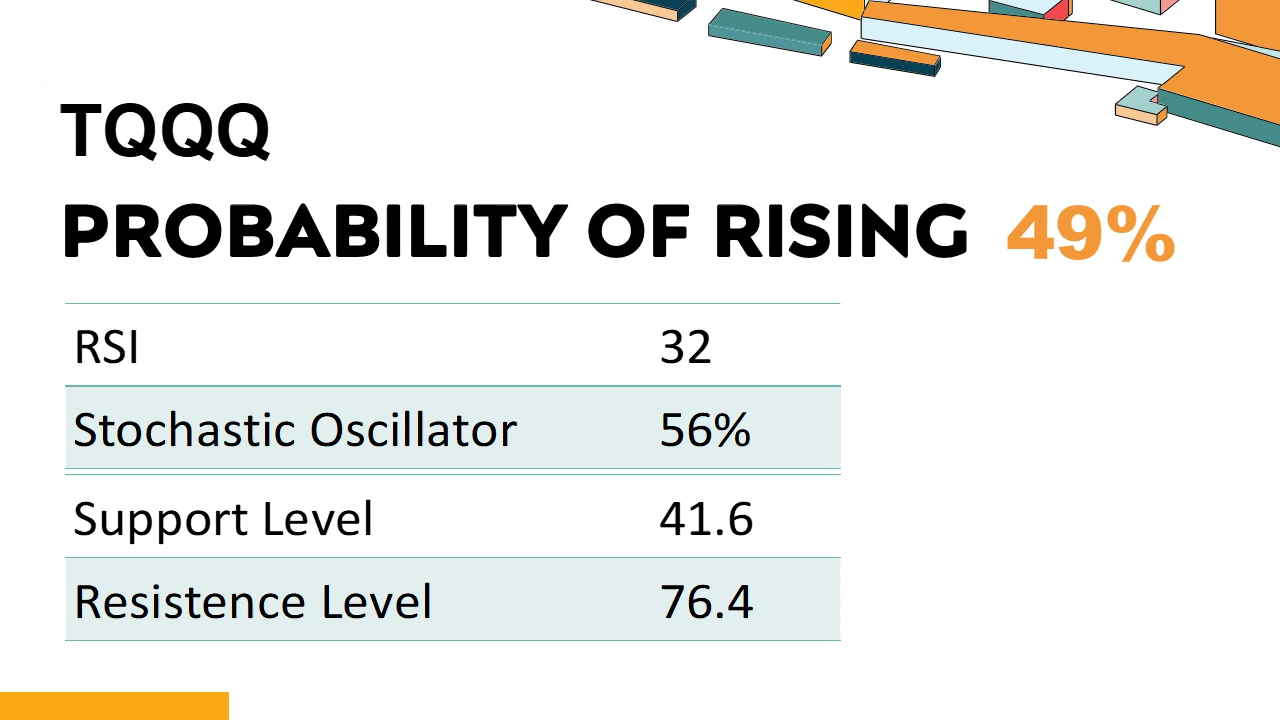 TQQQ
PROBABILITY OF RISING 49%
RSI 32
Stochastic Oscillator 56%
Support Level 41.6
Resistence Level 76.4